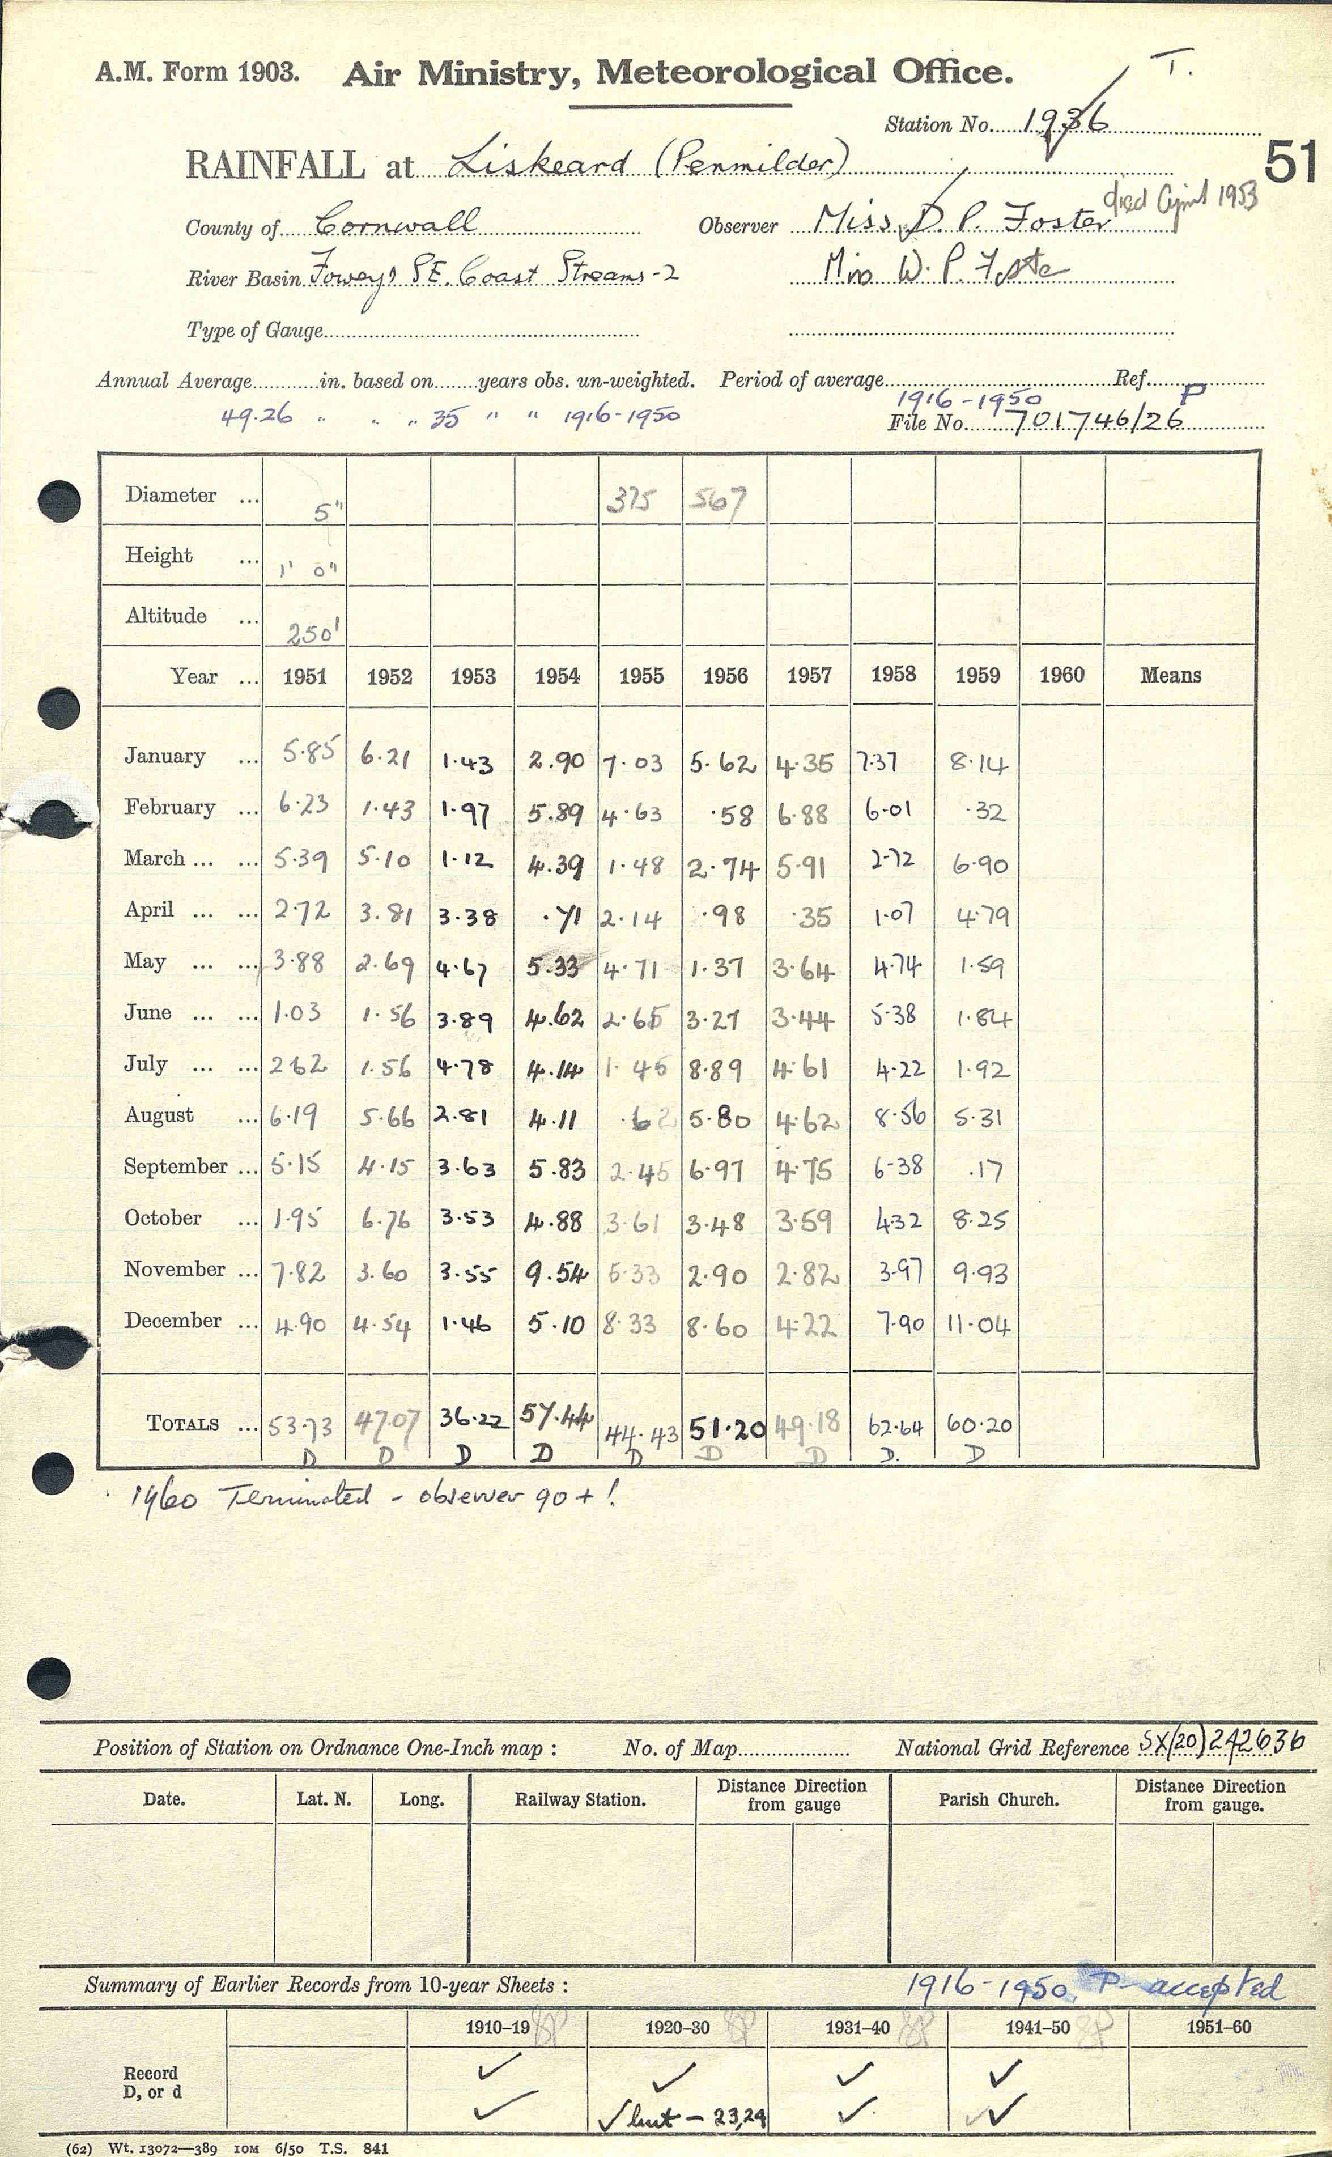 A.M. Form 1903. Air Ministry, Meteorological Office. T.
Station No. 1936
51
RAINFALL at Liskeard (Penmilder)
died April 1953
County of Cornwall Observer Miss D. P. Foster
River Basin Fowey & S.E. Coast Streams -2 Miss W. P. Foster
Type of Gauge
Annual Average in. based on years obs. un-weighted. Period of average Ref. P
49.26 " " " 35 " " 1916-1950 1916-1950
File No. 701746/26
Diameter ... 5" 375 567
Height ... 1' 0"
Altitude ... 250'
Year ... 1951 1952 1953 1954 1955 1956 1957 1958 1959 1960 Means
January ... 5.85 6.21 1.43 2.90 7.03 5.62 4.35 7.37 8.14
February ... 6.23 1.43 1.97 5.89 4.63 .58 6.88 6.01 .32
March ... ... 5.39 5.10 1.12 4.39 1.48 2.74 5.91 2.72 6.90
April ... ... 2.72 3.81 3.38 .71 2.14 .98 .35 1.07 4.79
May ... ... 3.88 2.69 4.67 5.33 4.71 1.37 3.64 4.74 1.59
June ... ... 1.03 1.56 3.89 4.62 2.65 3.27 3.44 5.38 1.84
July ... ... 2.62 1.56 4.78 4.14 1.45 8.89 4.61 4.22 1.92
August ... 6.19 5.66 2.81 4.11 .62 5.80 4.62 8.56 5.31
September ... 5.15 4.15 3.63 5.83 2.45 6.97 4.75 6.38 .17
October ... 1.95 6.76 3.53 4.88 3.61 3.48 3.59 4.32 8.25
November ... 7.82 3.60 3.55 9.54 5.33 2.90 2.82 3.97 9.93
December ... 4.90 4.54 1.46 5.10 8.33 8.60 4.22 7.90 11.04
TOTALS ... 53.73 47.07 36.22 57.44 44.43 51.20 49.18 62.64 60.20
D D D D D D D D. D
1960 Terminated - observer 90+!
Position of Station on Ordnance One-Inch map : No. of Map National Grid Reference SX(20)242636
Date. Lat. N. Long. Railway Station. Distance Direction from gauge Parish Church. Distance Direction from gauge.
Summary of Earlier Records from 10-year Sheets : 1916-1950 P accepted
1910-19 1920-30 1931-40 1941-50 1951-60
Record ✓ ✓ ✓ ✓
D, or d ✓ ✓ but - 23,24 ✓ ✓✓
(62) Wt. 13072—389 10M 6/50 T.S. 841